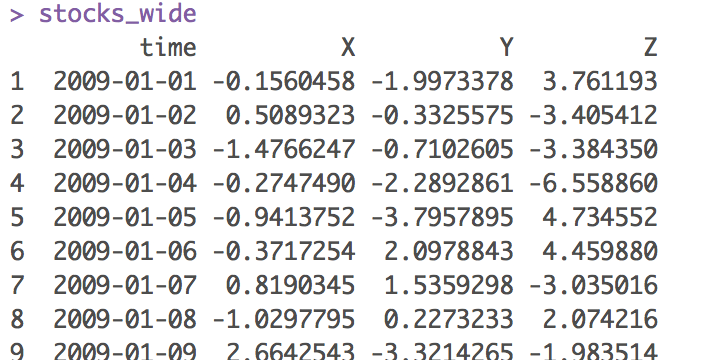 > stocks_wide
time X Y Z
1 2009-01-01 -0.1560458 -1.9973378 3.761193
2 2009-01-02 0.5089323 -0.3325575 -3.405412
3 2009-01-03 -1.4766247 -0.7102605 -3.384350
4 2009-01-04 -0.2747490 -2.2892861 -6.558860
5 2009-01-05 -0.9413752 -3.7957895 4.734552
6 2009-01-06 -0.3717254 2.0978843 4.459880
7 2009-01-07 0.8190345 1.5359298 -3.035016
8 2009-01-08 -1.0297795 0.2273233 2.074216
9 2009-01-09 2.6642543 -3.3214265 -1.983514